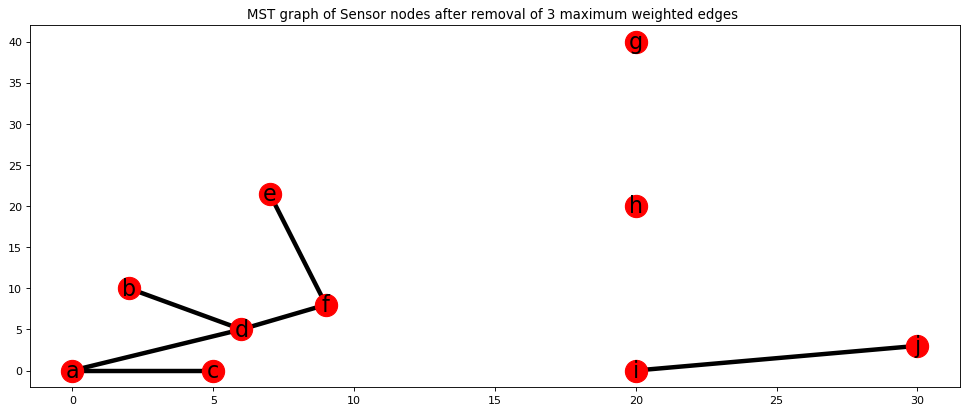 MST graph of Sensor nodes after removal of 3 maximum weighted edges
40
35
30
25
20
15
10
5
0
g
e
h
b
f
d
j
a
c
i
0 5 10 15 20 25 30